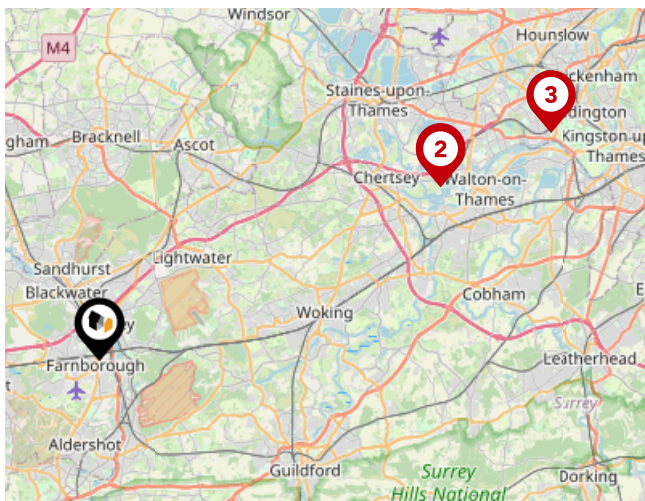 Windsor
Hounslow
M4
Staines-upon-
Thames
3
Bracknell
Ascot
2
Kingston
Thames
Chertsey
Walton-on-
Thames
Lightwater
Sandhurst
Blackwater
Cobham
Woking
Farnborough
Leatherhead
Surrey
Aldershot
Guildford
Surrey
Hills National
Dorking